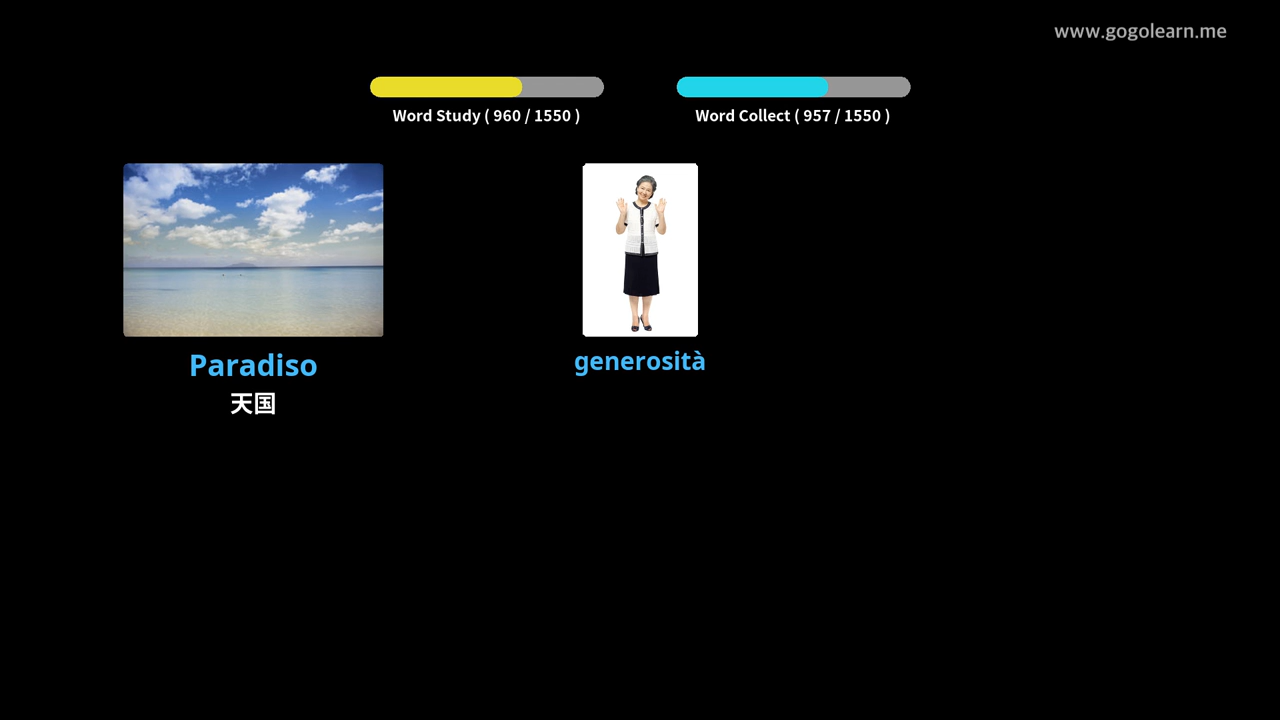 www.gogolearn.me
Word Study ( 960 / 1550 )
Word Collect ( 957 / 1550 )
Paradiso
天国
generosità